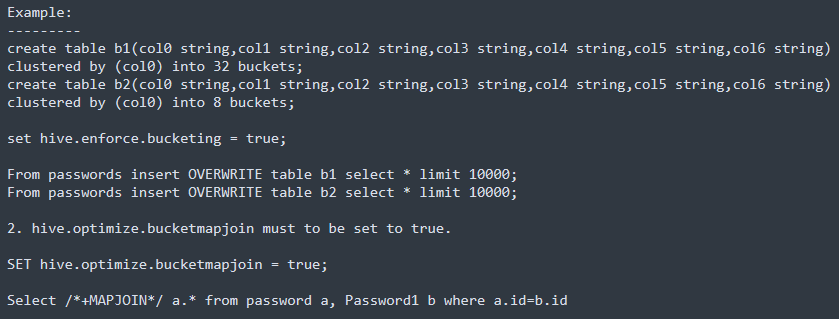 Example:
---------
create table b1(col0 string,col1 string,col2 string,col3 string,col4 string,col5 string,col6 string)
clustered by (col0) into 32 buckets;
create table b2(col0 string,col1 string,col2 string,col3 string,col4 string,col5 string,col6 string)
clustered by (col0) into 8 buckets;
set hive.enforce.bucketing = true;
From passwords insert OVERWRITE table b1 select * limit 10000;
From passwords insert OVERWRITE table b2 select * limit 10000;
2. hive.optimize.bucketmapjoin must to be set to true.
SET hive.optimize.bucketmapjoin = true;
Select /*+MAPJOIN*/ a.* from password a, Password1 b where a.id=b.id